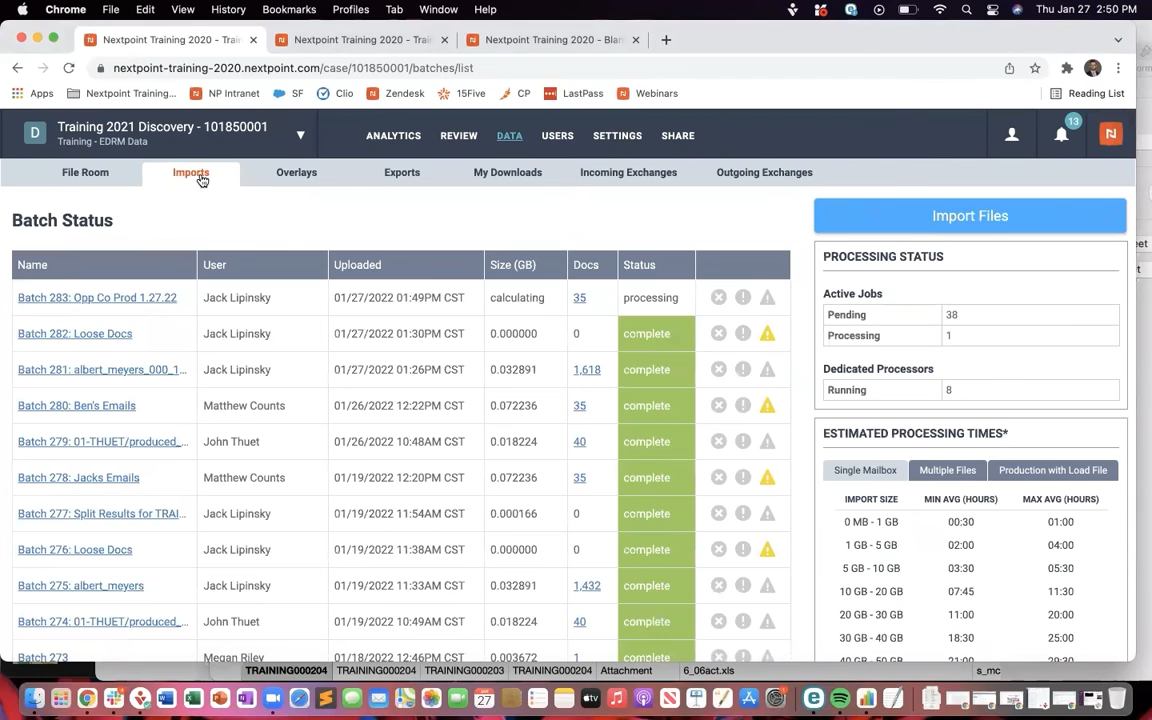 Chrome File Edit View History Bookmarks Profiles Tab Window Help Thu Jan 27 2:50 PM
Nextpoint Training 2020 - Trai Nextpoint Training 2020 - Trai Nextpoint Training 2020 - Blan
nextpoint-training-2020.nextpoint.com/case/101850001/batches/list
Apps Nextpoint Training... NP Intranet SF Clio Zendesk 15Five CP LastPass Webinars Reading List
D Training 2021 Discovery - 101850001
Training - EDRM Data
ANALYTICS REVIEW DATA USERS SETTINGS SHARE 13
File Room Imports Overlays Exports My Downloads Incoming Exchanges Outgoing Exchanges
Batch Status
Name User Uploaded Size (GB) Docs Status
Batch 283: Opp Co Prod 1.27.22 Jack Lipinsky 01/27/2022 01:49PM CST calculating 35 processing
Batch 282: Loose Docs Jack Lipinsky 01/27/2022 01:30PM CST 0.000000 0 complete
Batch 281: albert_meyers_000_1... Jack Lipinsky 01/27/2022 01:26PM CST 0.032891 1,618 complete
Batch 280: Ben's Emails Matthew Counts 01/26/2022 12:22PM CST 0.072236 35 complete
Batch 279: 01-THUET/produced_... John Thuet 01/26/2022 10:48AM CST 0.018224 40 complete
Batch 278: Jacks Emails Matthew Counts 01/19/2022 12:20PM CST 0.072236 35 complete
Batch 277: Split Results for TRAI... Jack Lipinsky 01/19/2022 11:54AM CST 0.000166 0 complete
Batch 276: Loose Docs Jack Lipinsky 01/19/2022 11:38AM CST 0.000000 0 complete
Batch 275: albert_meyers Jack Lipinsky 01/19/2022 11:33AM CST 0.032891 1,432 complete
Batch 274: 01-THUET/produced_... John Thuet 01/19/2022 10:49AM CST 0.018224 40 complete
Batch 273 Megan Riley 01/18/2022 12:46PM CST 0.003672 1 complete
Import Files
PROCESSING STATUS
Active Jobs
Pending 38
Processing 1
Dedicated Processors
Running 8
ESTIMATED PROCESSING TIMES*
Single Mailbox Multiple Files Production with Load File
IMPORT SIZE MIN AVG (HOURS) MAX AVG (HOURS)
0 MB - 1 GB 00:30 01:00
1 GB - 5 GB 02:00 04:00
5 GB - 10 GB 03:30 05:30
10 GB - 20 GB 07:45 11:30
20 GB - 30 GB 11:00 20:00
30 GB - 40 GB 18:30 25:00
40 GB - 50 GB 21:00 29:30
TRAINING000204 TRAINING000204 TRAINING000203 TRAINING000204 Attachment 6_06act.xls s_mc